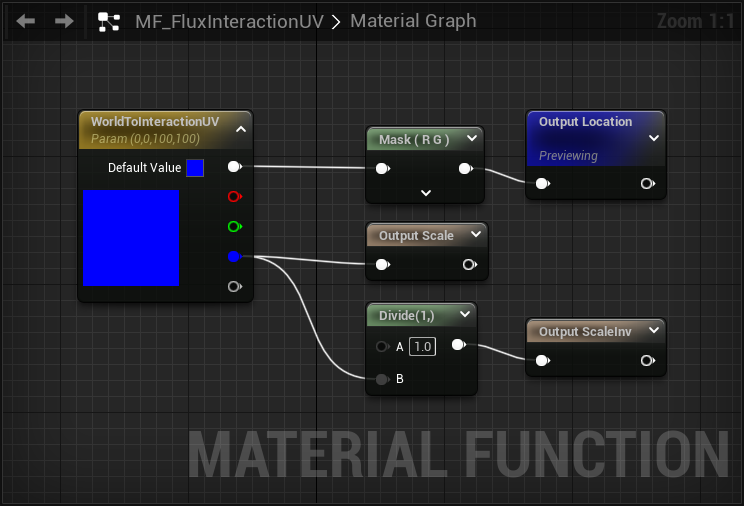 MF_FluxInteractionUV > Material Graph
Zoom 1:1
WorldToInteractionUV
Param (0,0,100,100)
Default Value
Mask ( R G )
Output Location
Previewing
Output Scale
Divide(1,)
A 1.0
B
Output ScaleInv
MATERIAL FUNCTION